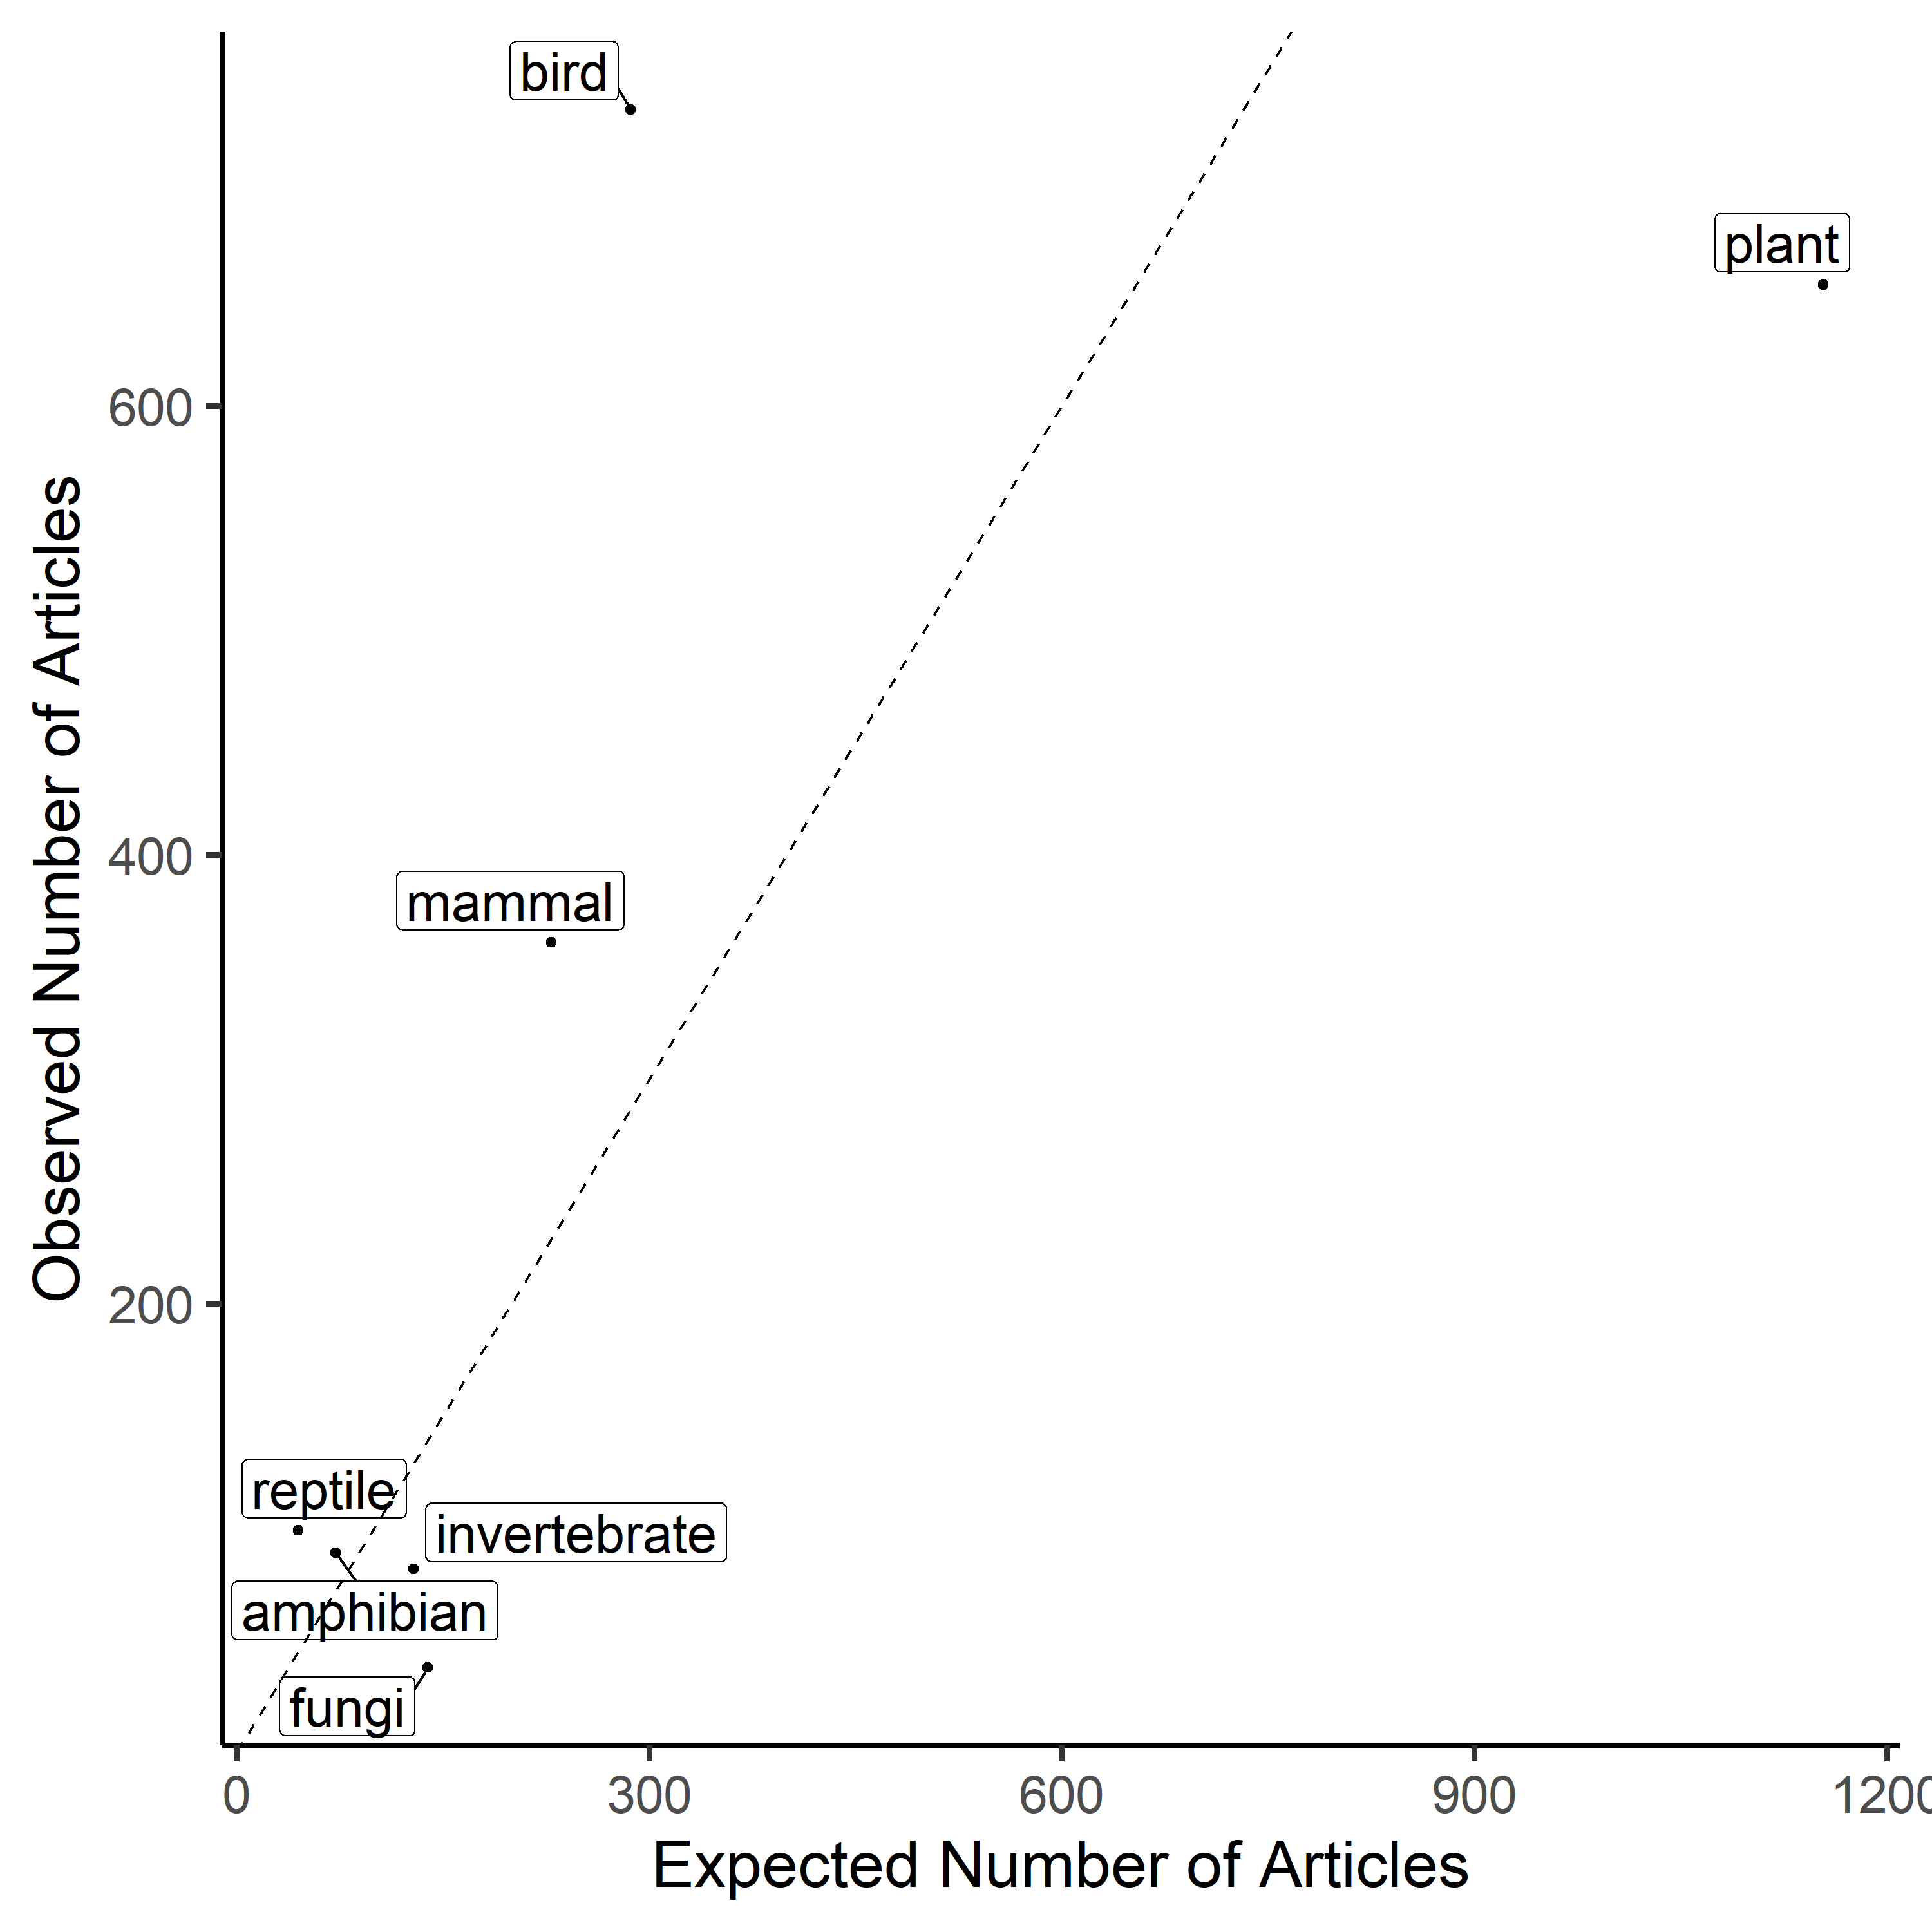 bird
plant
600
400
mammal
200
reptile
invertebrate
amphibian
fungi
0
300
600
900
1200
Expected Number of Articles
Observed Number of Articles